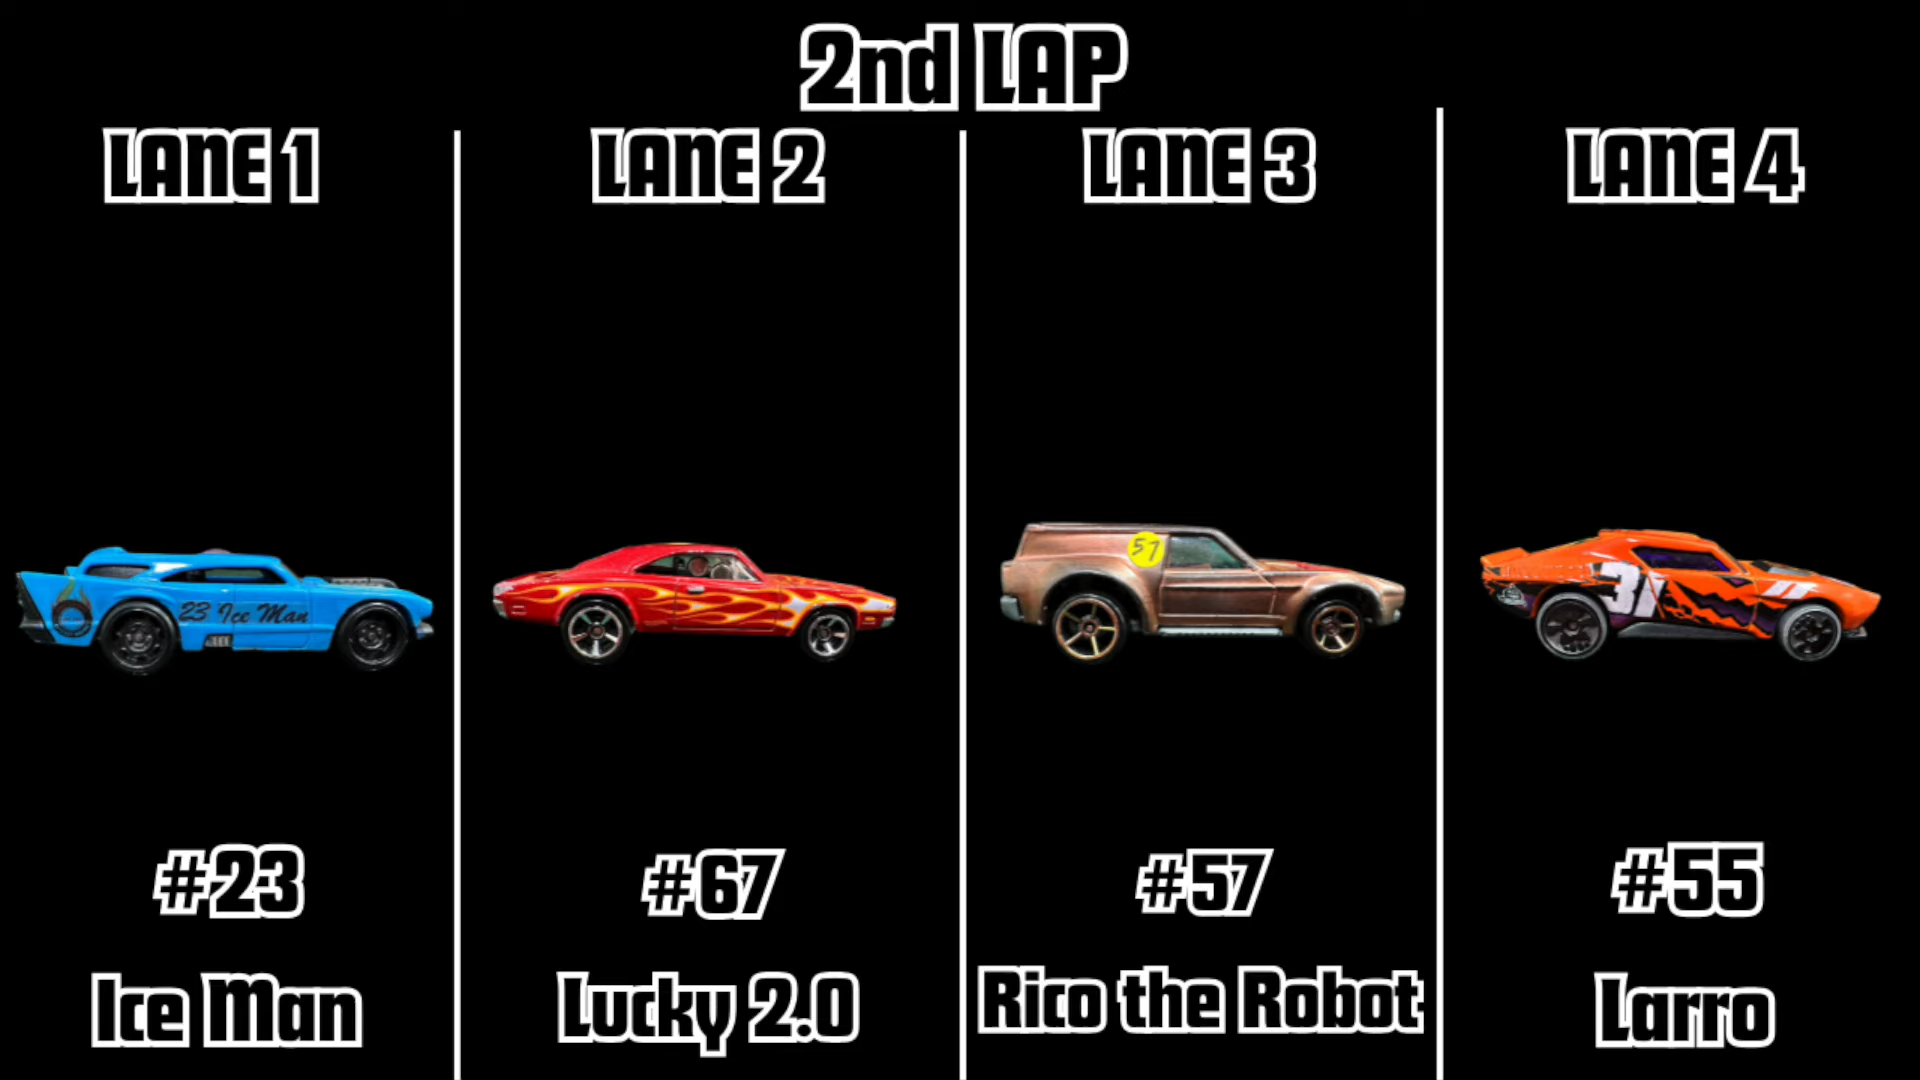 2nd LAP
LANE 1
LANE 2
LANE 3
LANE 4
23 Ice Man
57
31
#23
#67
#57
#55
Ice Man
Lucky 2.0
Rico the Robot
Larro